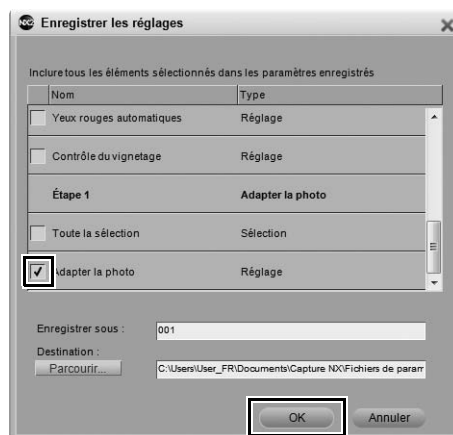 NX2 Enregistrer les réglages
Inclure tous les éléments sélectionnés dans les paramètres enregistrés
Nom Type
Yeux rouges automatiques Réglage
Contrôle du vignetage Réglage
Étape 1 Adapter la photo
Toute la sélection Sélection
Adapter la photo Réglage
Enregistrer sous : 001
Destination :
Parcourir... C:\Users\User_FR\Documents\Capture NX\Fichiers de param
OK Annuler